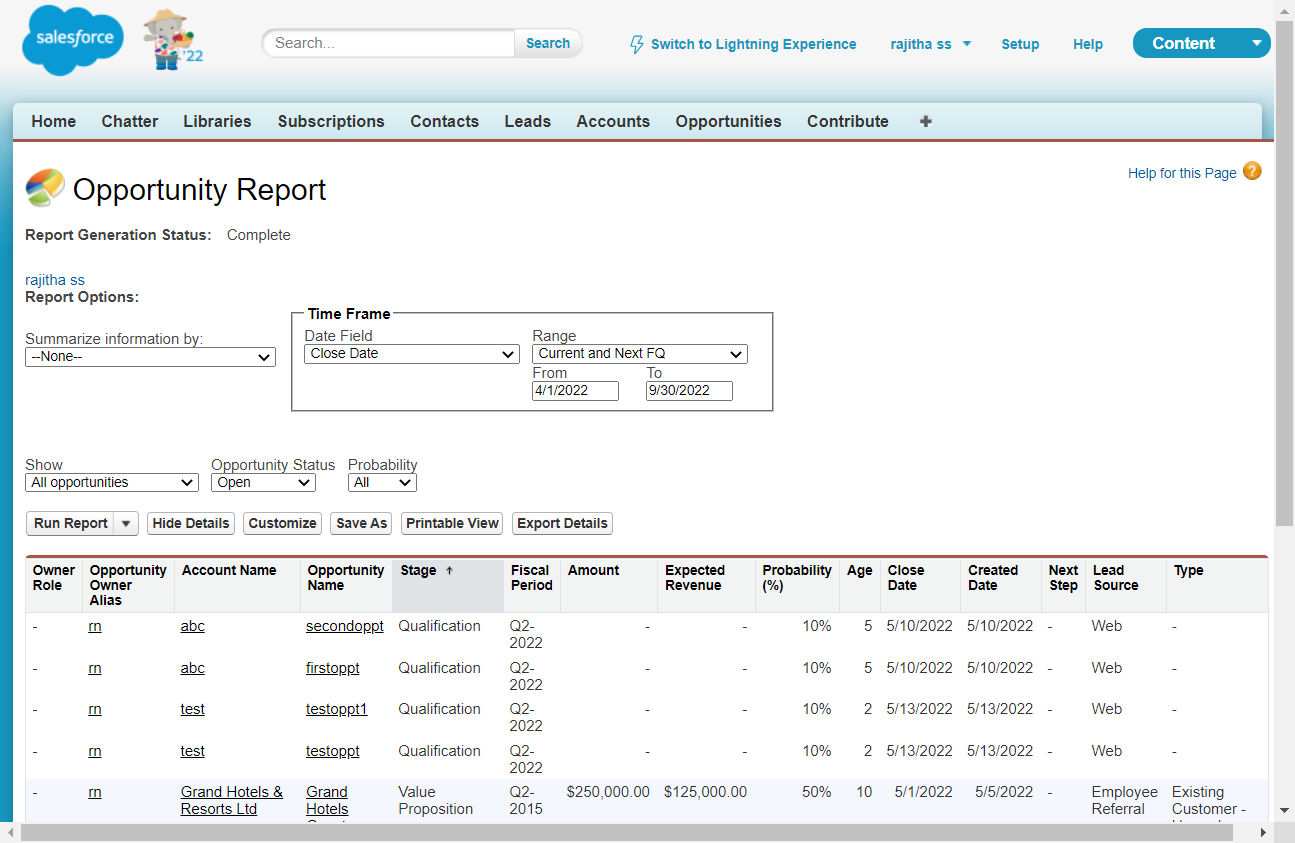 salesforce
'22
Search...
Search
Switch to Lightning Experience
rajitha ss
Setup
Help
Content
Home Chatter Libraries Subscriptions Contacts Leads Accounts Opportunities Contribute
Help for this Page ?
Opportunity Report
Report Generation Status: Complete
rajitha ss
Report Options:
Time Frame
Summarize information by:
--None--
Date Field
Close Date
Range
Current and Next FQ
From To
4/1/2022 9/30/2022
Show Opportunity Status Probability
All opportunities Open All
Run Report Hide Details Customize Save As Printable View Export Details
Owner Opportunity Account Name Opportunity Stage ↑ Fiscal Amount Expected Probability Age Close Created Next Lead Type
Role Owner Name Period Revenue (%) Date Date Step Source
Alias
- rn abc secondoppt Qualification Q2- - - 10% 5 5/10/2022 5/10/2022 - Web -
2022
- rn abc firstoppt Qualification Q2- - - 10% 5 5/10/2022 5/10/2022 - Web -
2022
- rn test testoppt1 Qualification Q2- - - 10% 2 5/13/2022 5/13/2022 - Web -
2022
- rn test testoppt Qualification Q2- - - 10% 2 5/13/2022 5/13/2022 - Web -
2022
- rn Grand Hotels & Grand Value Q2- $250,000.00 $125,000.00 50% 10 5/1/2022 5/5/2022 - Employee Existing
Resorts Ltd Hotels Proposition 2015 Referral Customer -